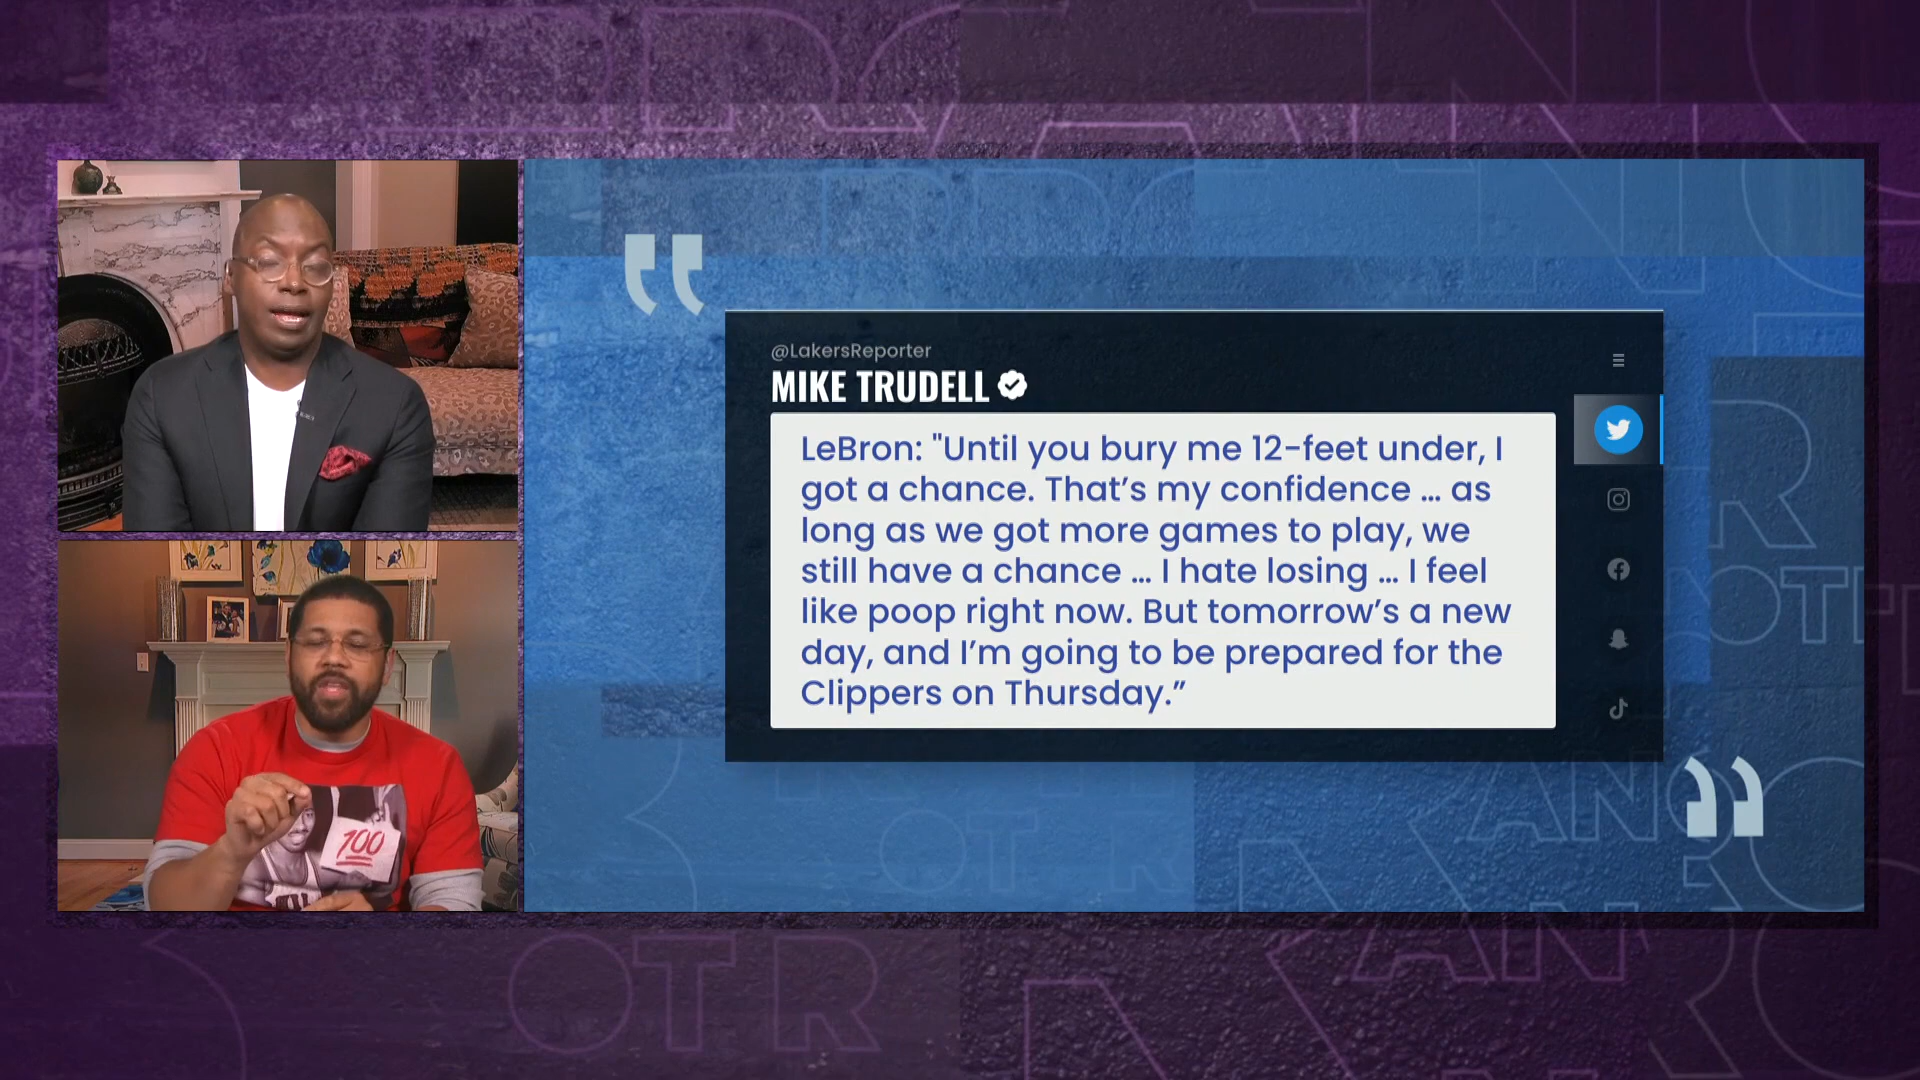 @LakersReporter
MIKE TRUDELL
LeBron: "Until you bury me 12-feet under, I
got a chance. That’s my confidence ... as
long as we got more games to play, we
still have a chance ... I hate losing ... I feel
like poop right now. But tomorrow’s a new
day, and I’m going to be prepared for the
Clippers on Thursday.”
100